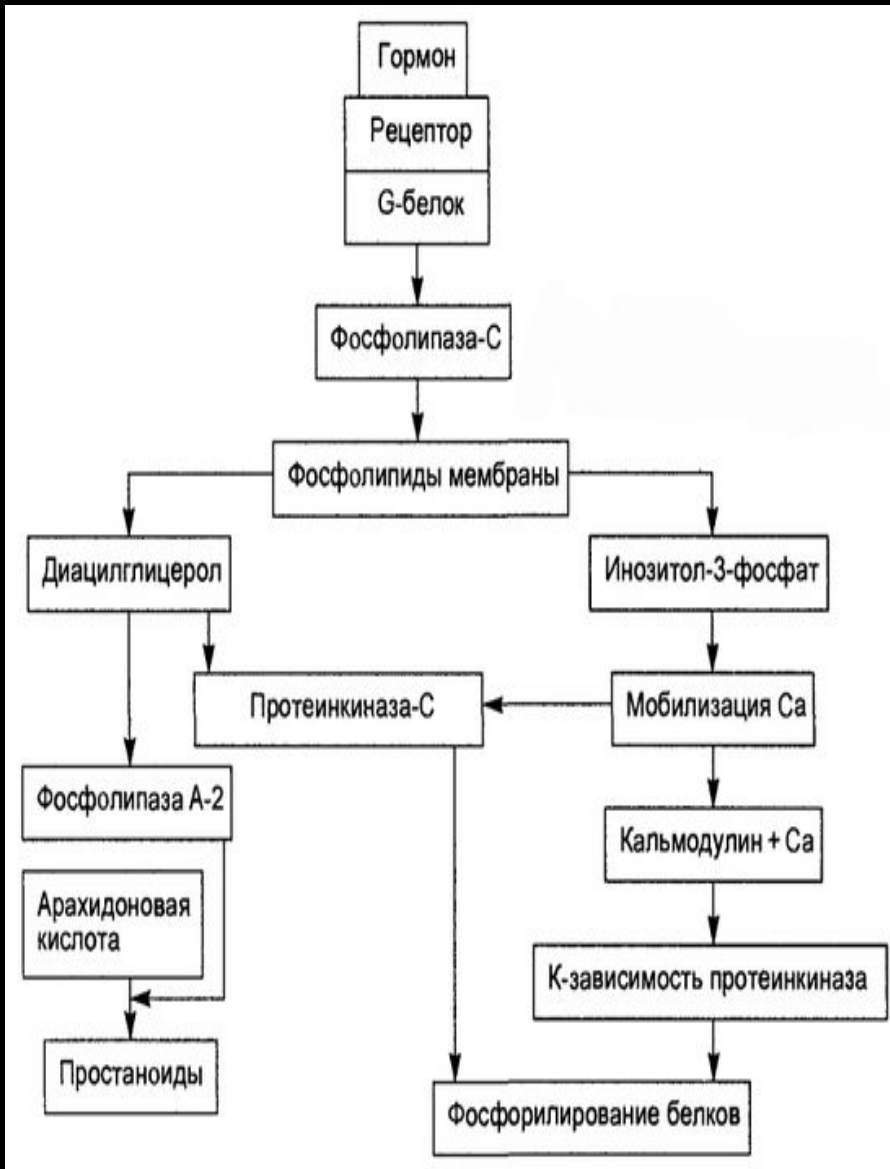 Гормон
Рецептор
G-белок
Фосфолипаза-С
Фосфолипиды мембраны
Диацилглицерол
Инозитол-3-фосфат
Протеинкиназа-С
Мобилизация Са
Фосфолипаза А-2
Кальмодулин + Са
Арахидоновая
кислота
К-зависимость протеинкиназа
Простаноиды
Фосфорилирование белков